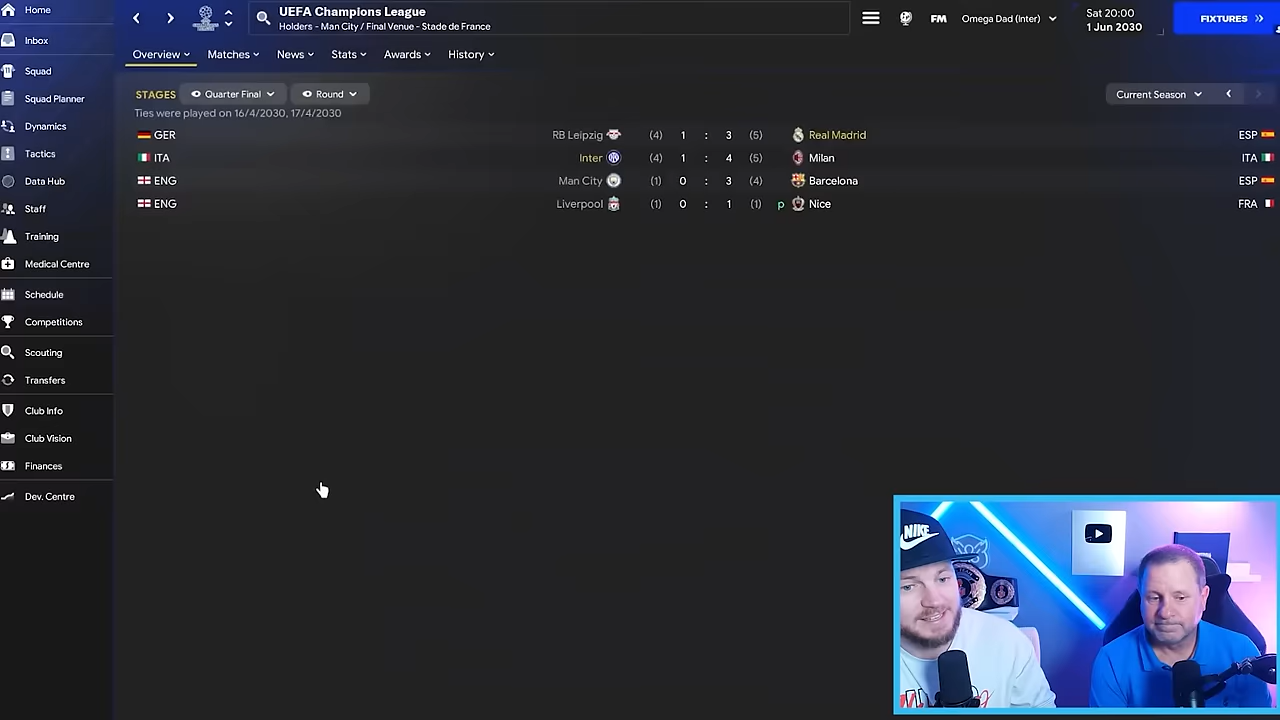 Home
Inbox
Squad
Squad Planner
Dynamics
Tactics
Data Hub
Staff
Training
Medical Centre
Schedule
Competitions
Scouting
Transfers
Club Info
Club Vision
Finances
Dev. Centre
UEFA Champions League
Holders - Man City / Final Venue - Stade de France
FM
Omega Dad (Inter)
Sat 20:00
1 Jun 2030
FIXTURES
Overview Matches News Stats Awards History
STAGES Quarter Final Round Current Season
Ties were played on 16/4/2030, 17/4/2030
GER RB Leipzig (4) 1 : 3 (5) Real Madrid ESP
ITA Inter (4) 1 : 4 (5) Milan ITA
ENG Man City (1) 0 : 3 (4) Barcelona ESP
ENG Liverpool (1) 0 : 1 (1) p Nice FRA
NIKE